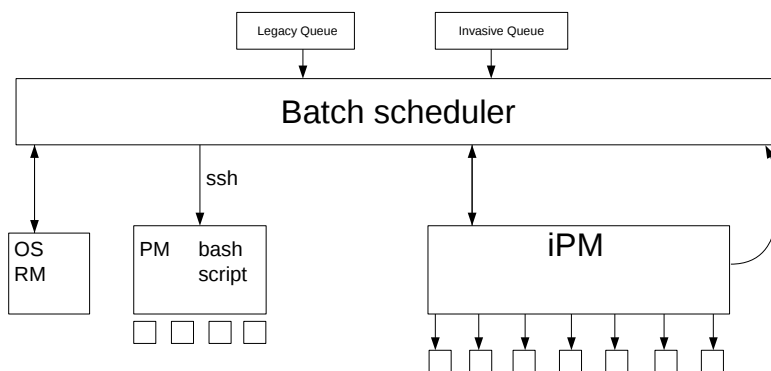 Legacy Queue
Invasive Queue
Batch scheduler
ssh
OS
RM
PM bash
script
iPM